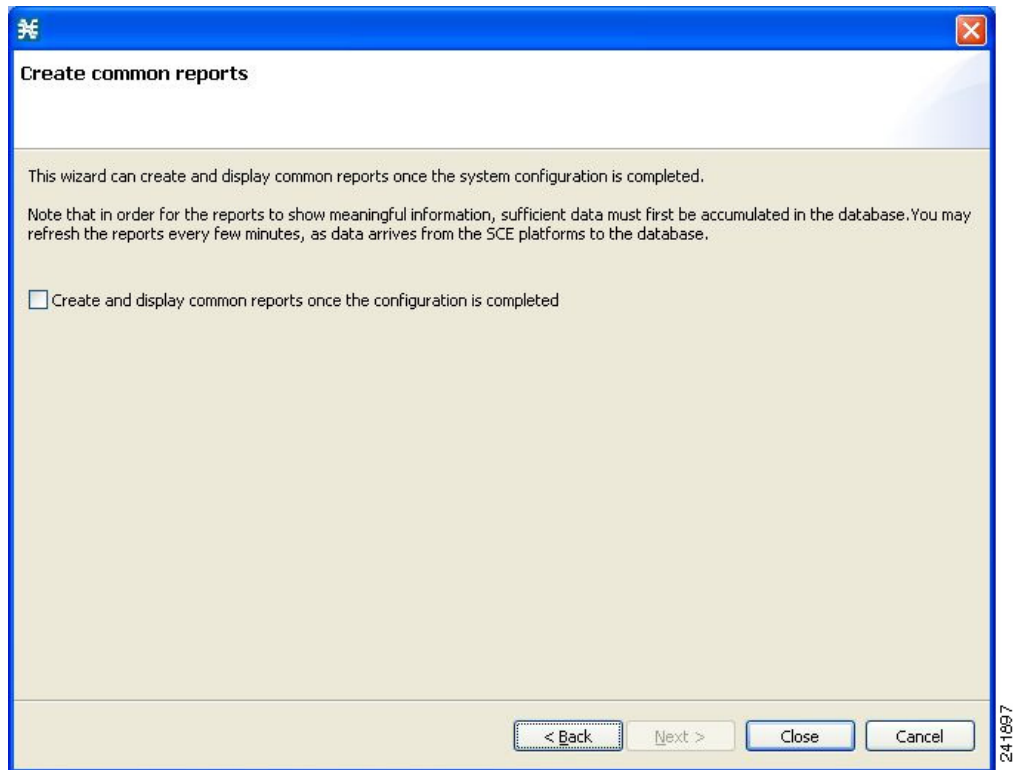 Create common reports
This wizard can create and display common reports once the system configuration is completed.
Note that in order for the reports to show meaningful information, sufficient data must first be accumulated in the database.You may
refresh the reports every few minutes, as data arrives from the SCE platforms to the database.
Create and display common reports once the configuration is completed
< Back
Next >
Close
Cancel
241897